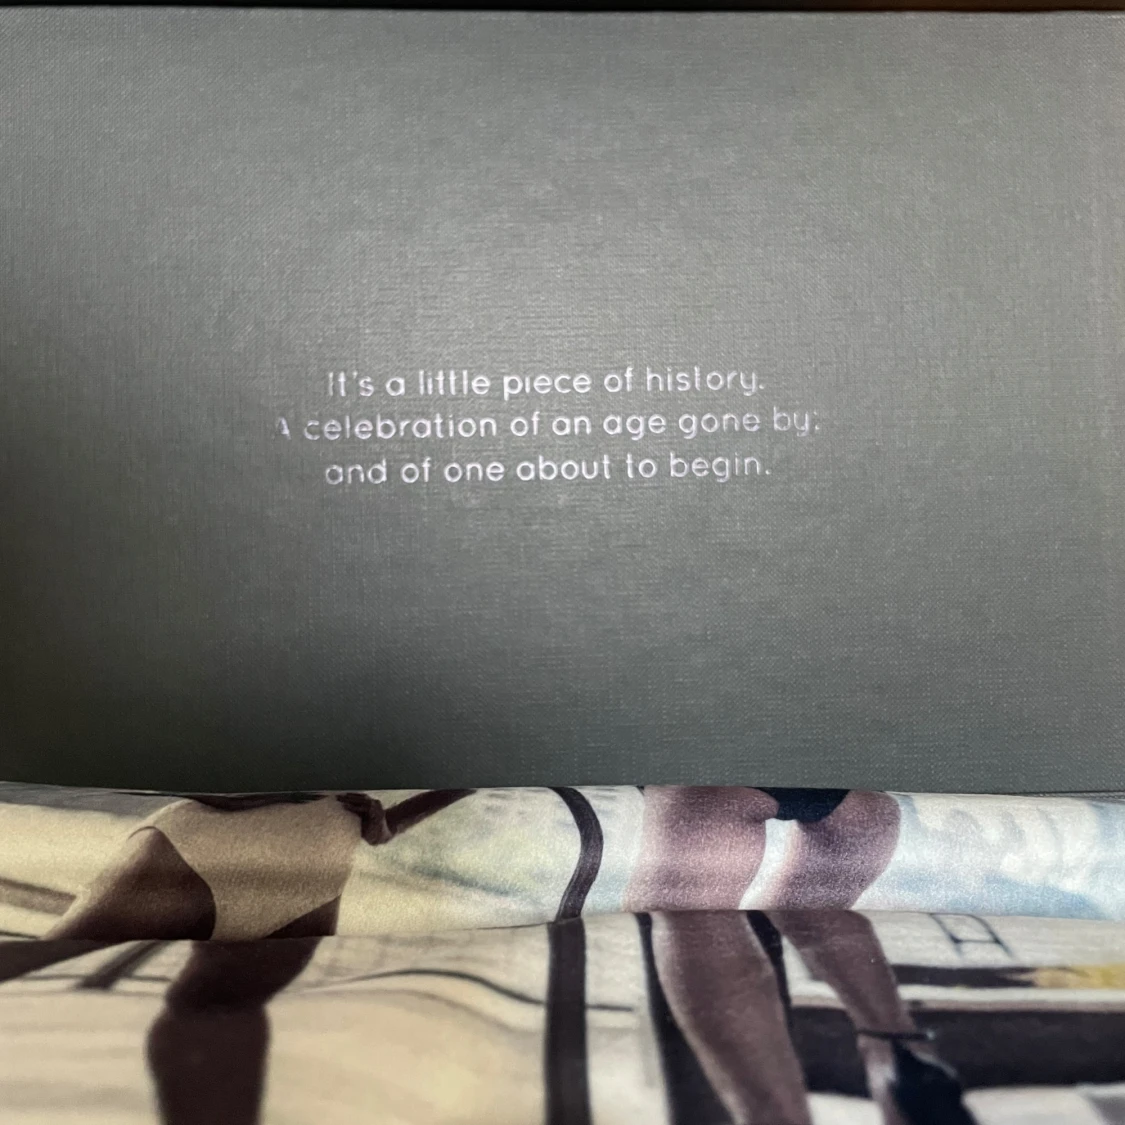 It's a little piece of history.
A celebration of an age gone by;
and of one about to begin.